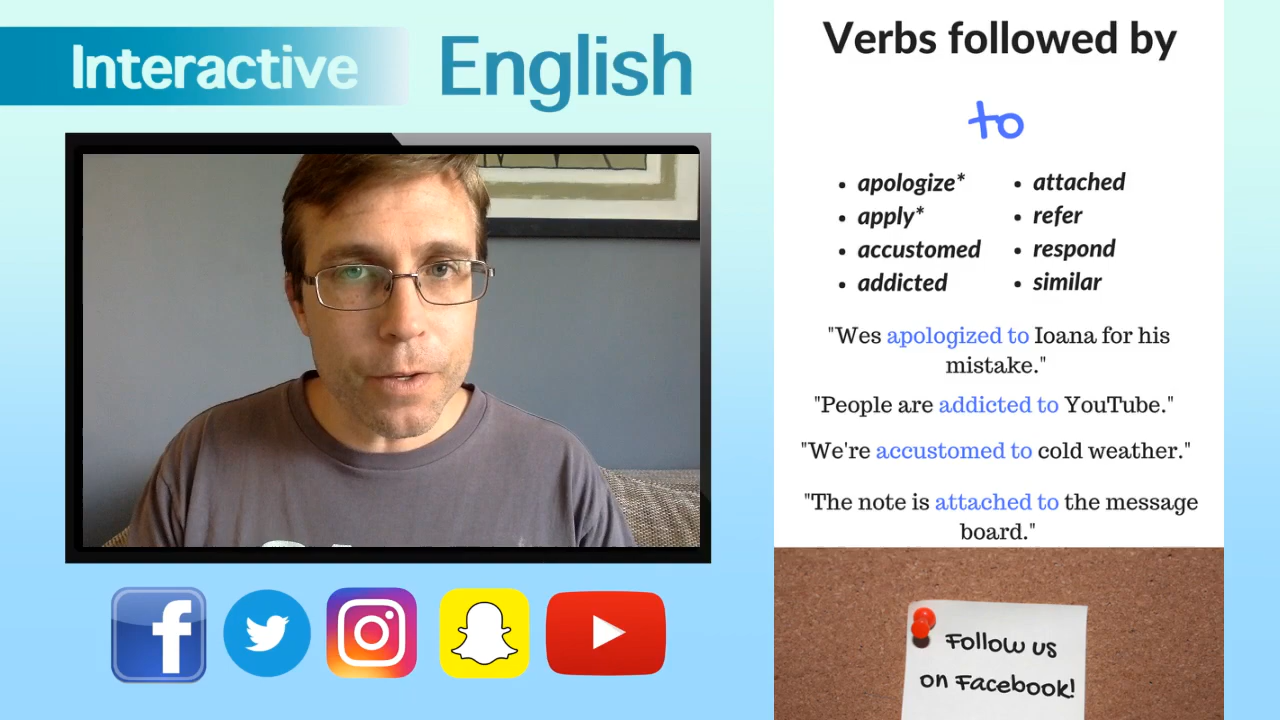 Interactive English
Verbs followed by
to
• apologize*
• apply*
• accustomed
• addicted
• attached
• refer
• respond
• similar
"Wes apologized to Ioana for his
mistake."
"People are addicted to YouTube."
"We're accustomed to cold weather."
"The note is attached to the message
board."
Follow us
on Facebook!